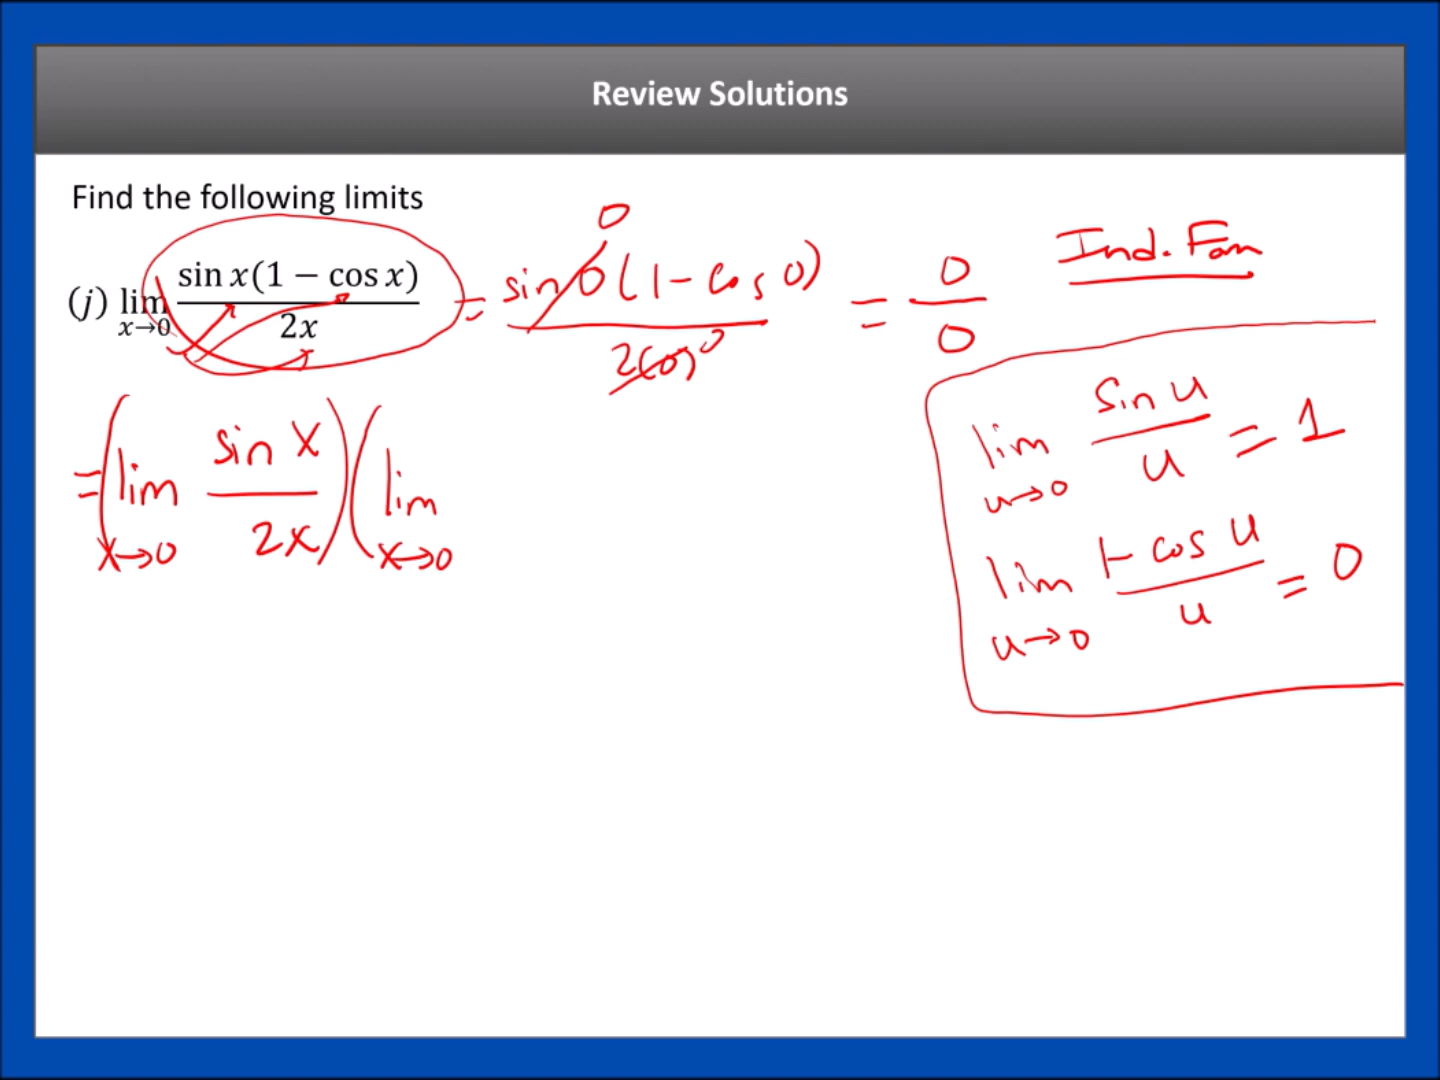 Review Solutions
Find the following limits
(j) lim x→0 sin x(1 − cos x) / 2x = sin 0 (1 - cos 0) / 2(0) = 0 / 0 Ind. Form
0 0
= (lim x→0 sin x / 2x) (lim x→0
lim u→0 sin u / u = 1
lim u→0 1 - cos u / u = 0